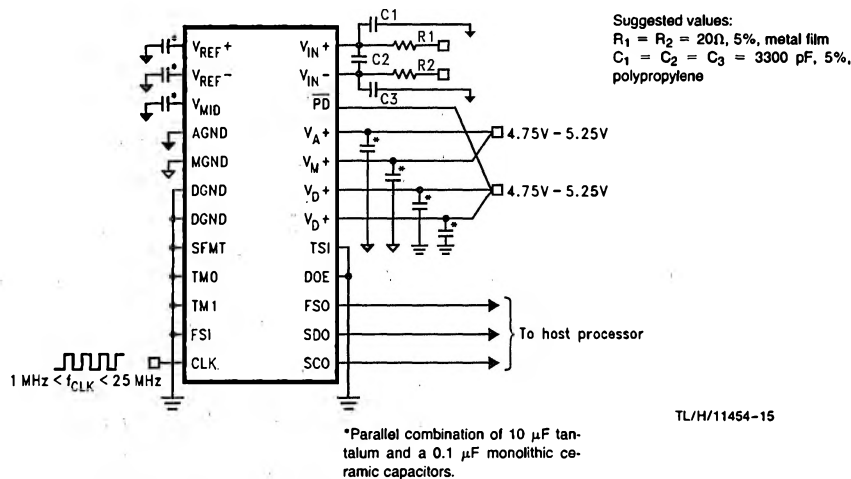 C1
Suggested values:
R1 = R2 = 20Ω, 5%, metal film
C1 = C2 = C3 = 3300 pF, 5%,
polypropylene
*
VREF+
VIN+
R1
C2
*
VREF-
VIN-
R2
*
VMID
PD
C3
AGND
VA+
*
4.75V – 5.25V
MGND
VM+
*
DGND
VD+
*
4.75V – 5.25V
DGND
VD+
*
SFMT
TSI
TM0
DOE
TM1
FSO
FSI
SDO
To host processor
CLK
SCO
1 MHz < fCLK < 25 MHz
TL/H/11454-15
*Parallel combination of 10 μF tan-
talum and a 0.1 μF monolithic ce-
ramic capacitors.